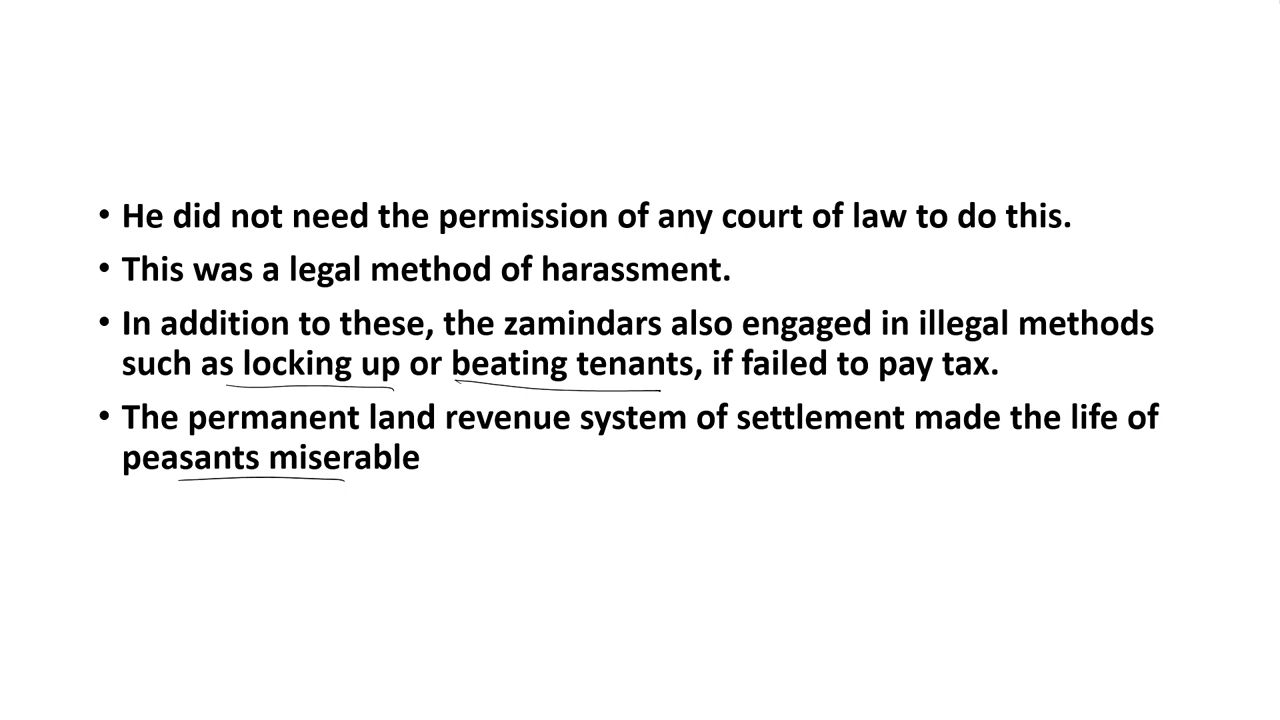 • He did not need the permission of any court of law to do this.
• This was a legal method of harassment.
• In addition to these, the zamindars also engaged in illegal methods
such as locking up or beating tenants, if failed to pay tax.
• The permanent land revenue system of settlement made the life of
peasants miserable